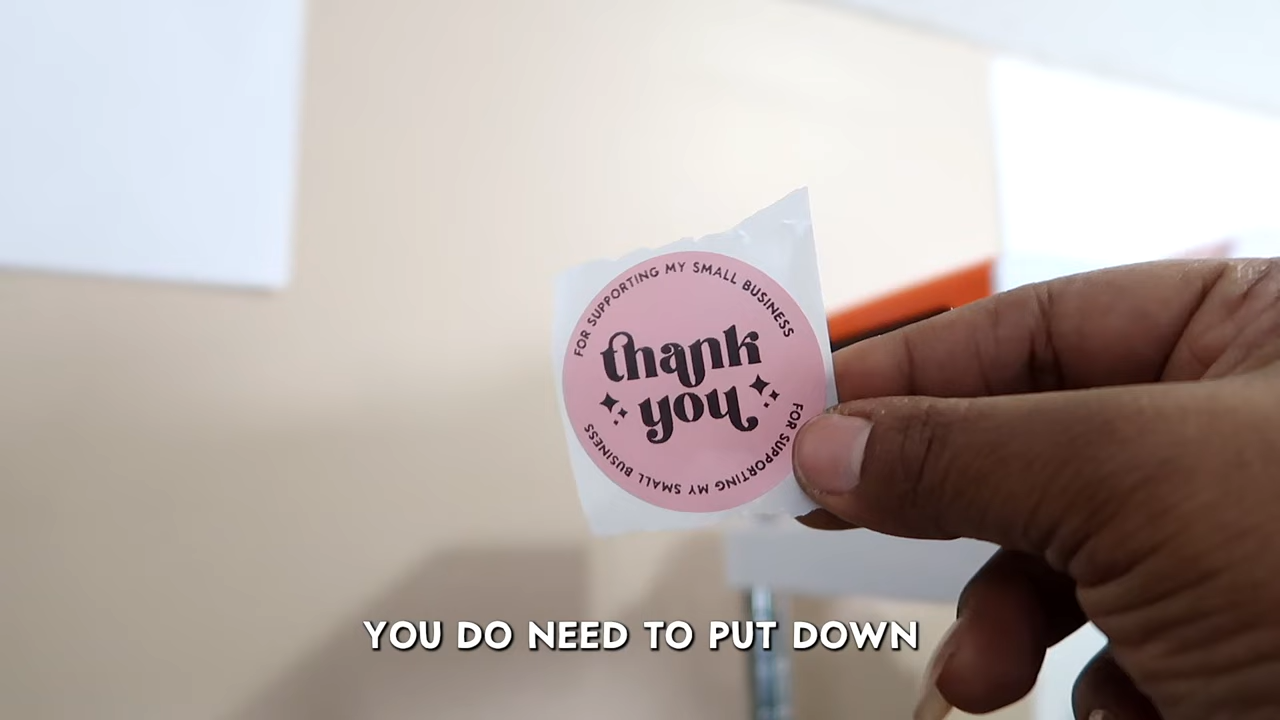 FOR SUPPORTING MY SMALL BUSINESS
thank
you
FOR SUPPORTING MY SMALL BUSINESS
YOU DO NEED TO PUT DOWN